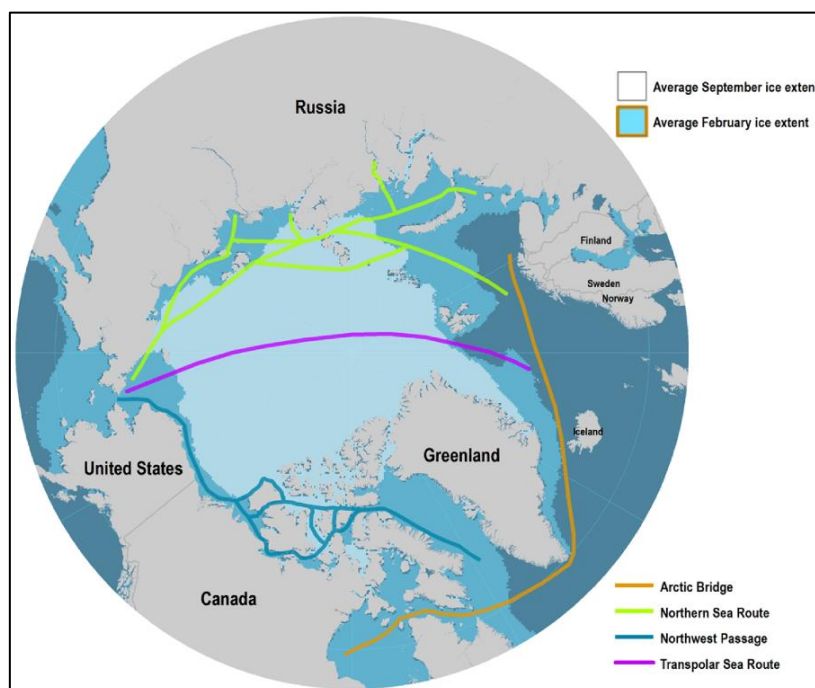 Average September ice exten
Average February ice extent
Russia
Finland
Sweden
Norway
Iceland
Greenland
United States
Canada
Arctic Bridge
Northern Sea Route
Northwest Passage
Transpolar Sea Route